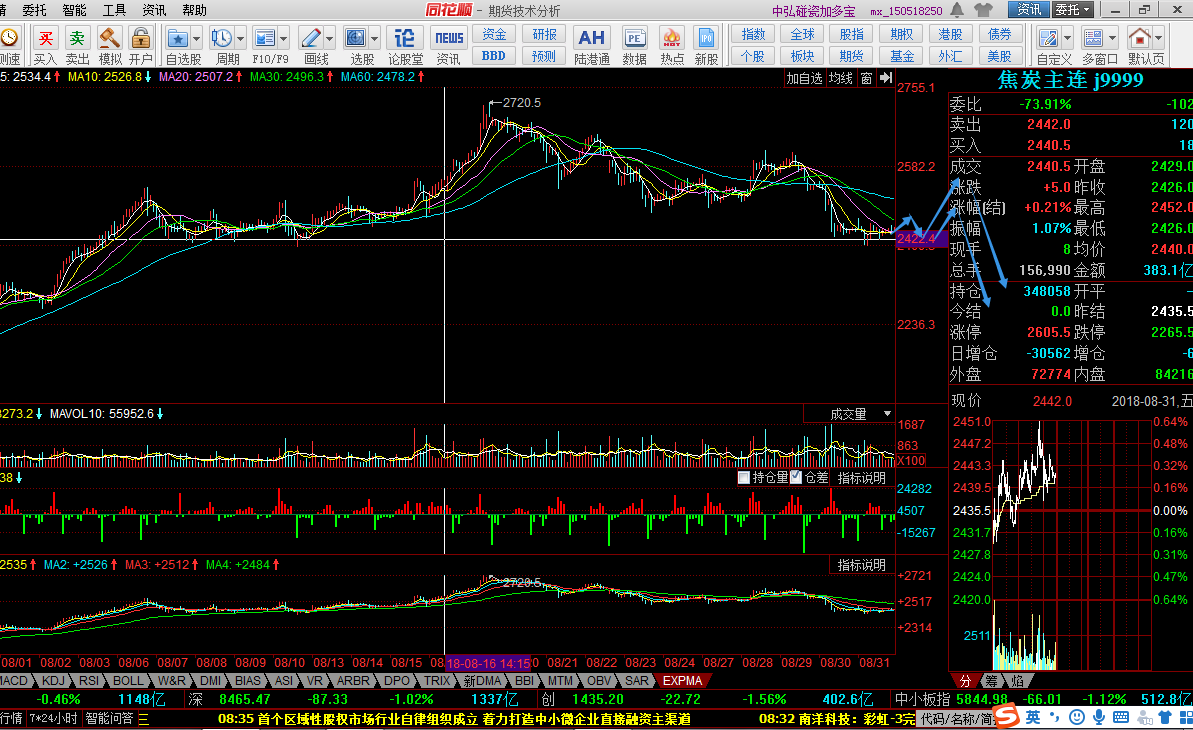 委托 智能 工具 资讯 帮助 同花顺 - 期货技术分析 中弘碰瓷加多宝 mx_150518250 资讯 委托
测速 买入 卖出 模拟 开户 自选股 周期 F10/F9 画线 选股 论股堂 资讯 陆港通 数据 热点 新股 自定义 多窗口 默认页
买 卖 论 NEWS AH PE HOT
资金 研报 预测 BBD
指数 全球 股指 期权 港股 债券
个股 板块 期货 基金 外汇 美股
5: 2534.4 MA10: 2526.8 MA20: 2507.2 MA30: 2496.3 MA60: 2478.2
加自选 均线 窗
2755.1
2720.5
2582.2
2422.4
2236.3
焦炭主连 j9999
委比 -73.91% -102
卖出 2442.0 120
买入 2440.5 18
成交 2440.5 开盘 2429.0
涨跌 +5.0 昨收 2426.0
涨幅(结) +0.21% 最高 2452.0
振幅 1.07% 最低 2426.0
现手 8 均价 2440.0
总手 156,990 金额 383.1亿
持仓 348058 开平 -
今结 0.0 昨结 2435.5
涨停 2605.5 跌停 2265.5
日增仓 -30562 增仓 -6
外盘 72774 内盘 84216
现价 2442.0 2018-08-31,五
2451.0 0.64%
2447.2 0.48%
2443.3 0.32%
2439.5 0.16%
2435.5 0.00%
2431.7 0.16%
2427.8 0.31%
2424.0 0.47%
2420.0 0.64%
2511
分 筹 焰
3273.2 MAVOL10: 55952.6 成交量
1687
863
X100
38 持仓量 仓差 指标说明
24282
4507
-15267
2535 MA2: +2526 MA3: +2512 MA4: +2484 指标说明
2720.5
+2721
+2517
+2314
08/01 08/02 08/03 08/06 08/07 08/08 08/09 08/10 08/13 08/14 08/15 08 18-08-16 14:15 0 08/21 08/22 08/23 08/24 08/27 08/28 08/29 08/30 08/31
MACD KDJ RSI BOLL W&R DMI BIAS ASI VR ARBR DPO TRIX 新DMA BBI MTM OBV SAR EXPMA
-0.46% 1148亿 深 8465.47 -87.33 -1.02% 1337亿 创 1435.20 -22.72 -1.56% 402.6亿 中小板指 5844.98 -66.01 -1.12% 512.8亿
行情 7*24小时 智能问答 三 08:35 首个区域性股权市场行业自律组织成立 着力打造中小微企业直接融资主渠道 08:32 南洋科技：彩虹-3完 代码/名称/简 英